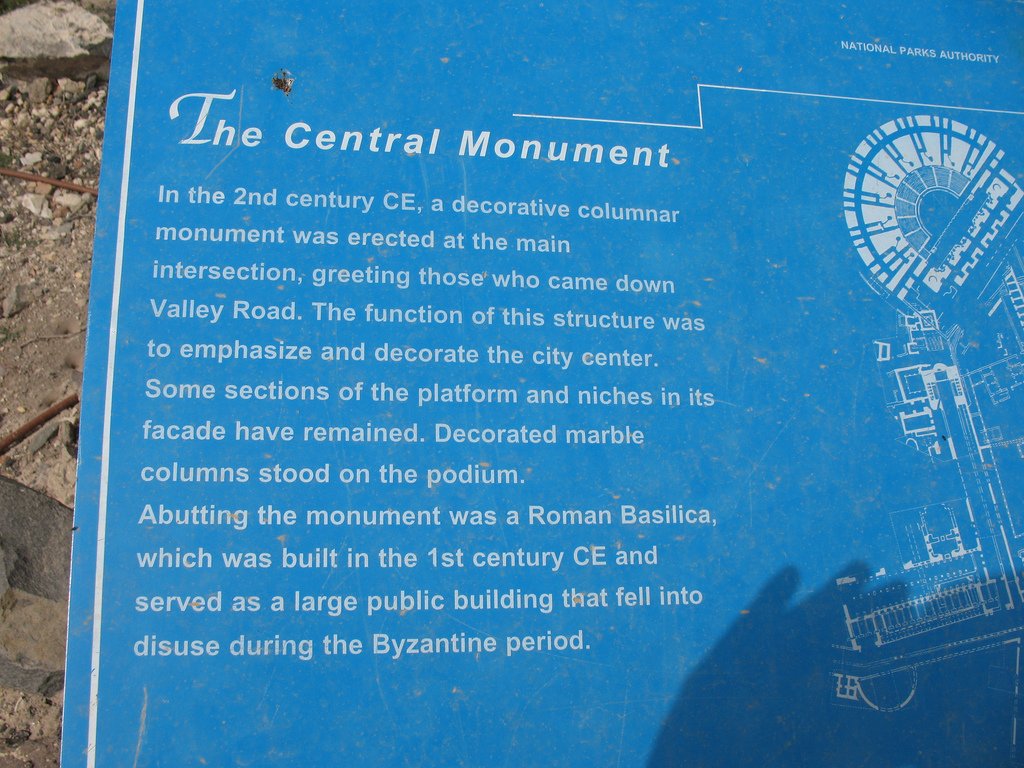 NATIONAL PARKS AUTHORITY
The Central Monument
In the 2nd century CE, a decorative columnar
monument was erected at the main
intersection, greeting those who came down
Valley Road. The function of this structure was
to emphasize and decorate the city center.
Some sections of the platform and niches in its
facade have remained. Decorated marble
columns stood on the podium.
Abutting the monument was a Roman Basilica,
which was built in the 1st century CE and
served as a large public building that fell into
disuse during the Byzantine period.